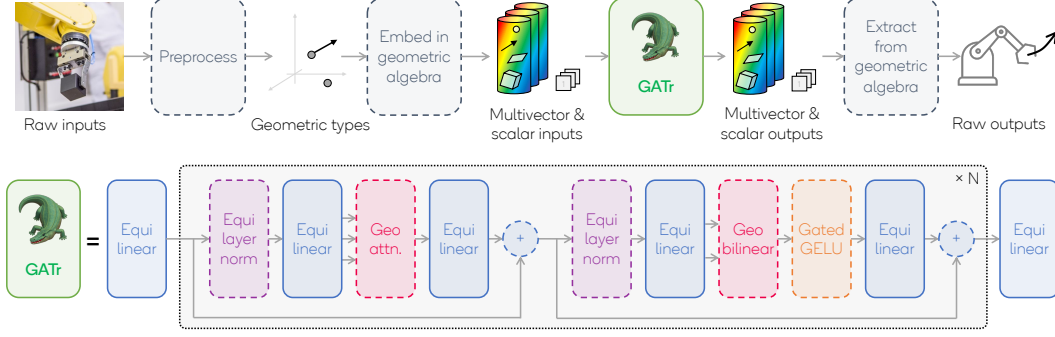 Preprocess
Embed in
geometric
algebra
GATr
Extract
from
geometric
algebra
Raw inputs
Geometric types
Multivector &
scalar inputs
Multivector &
scalar outputs
Raw outputs
× N
GATr
=
Equi
linear
Equi
layer
norm
Equi
linear
Geo
attn.
Equi
linear
+
Equi
layer
norm
Equi
linear
Geo
bilinear
Gated
GELU
Equi
linear
+
Equi
linear